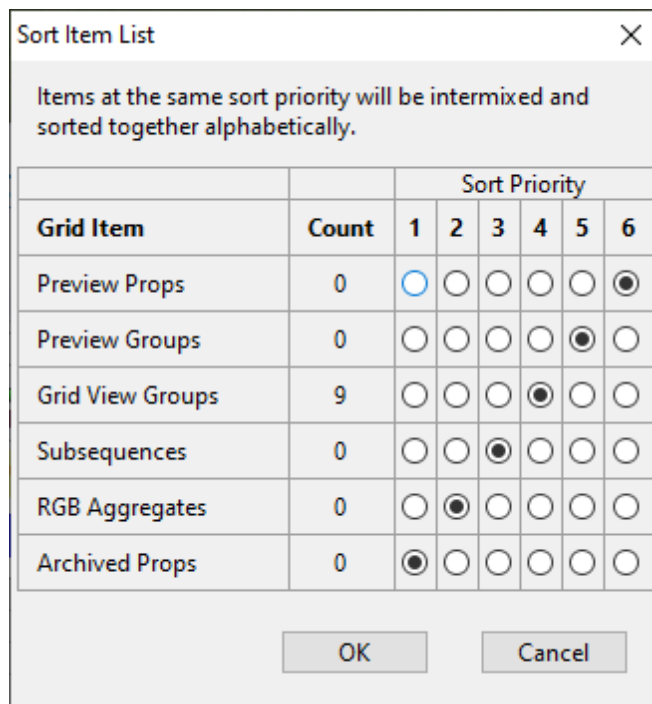 Sort Item List
Items at the same sort priority will be intermixed and
sorted together alphabetically.
Sort Priority
Grid Item Count 1 2 3 4 5 6
Preview Props 0
Preview Groups 0
Grid View Groups 9
Subsequences 0
RGB Aggregates 0
Archived Props 0
OK Cancel